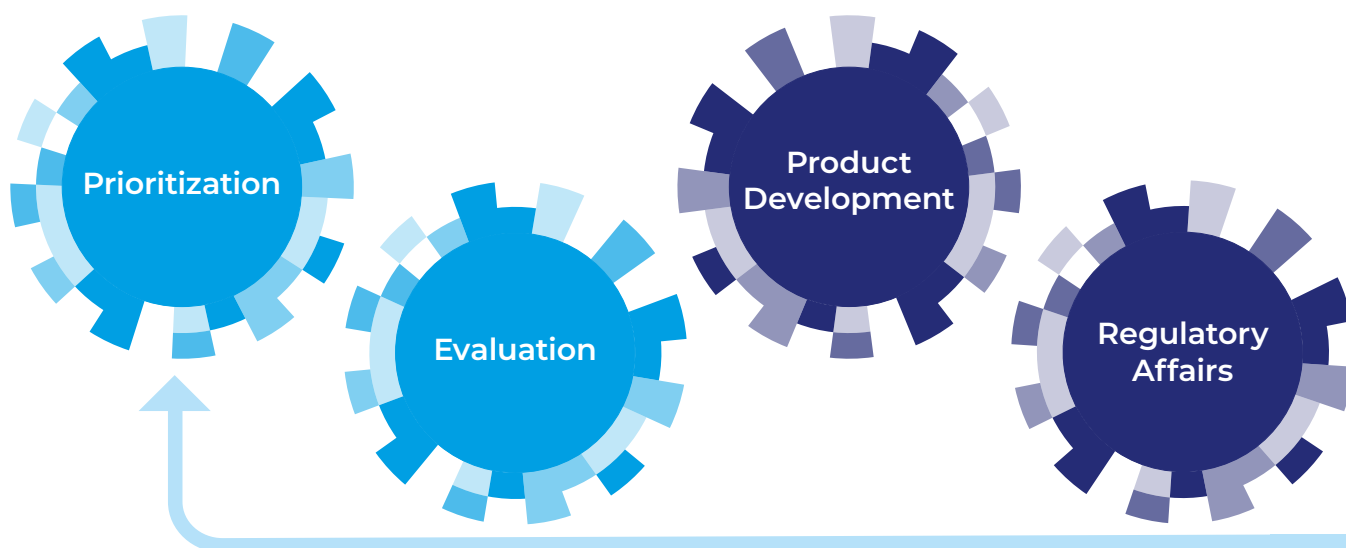 Prioritization
Evaluation
Product
Development
Regulatory
Affairs